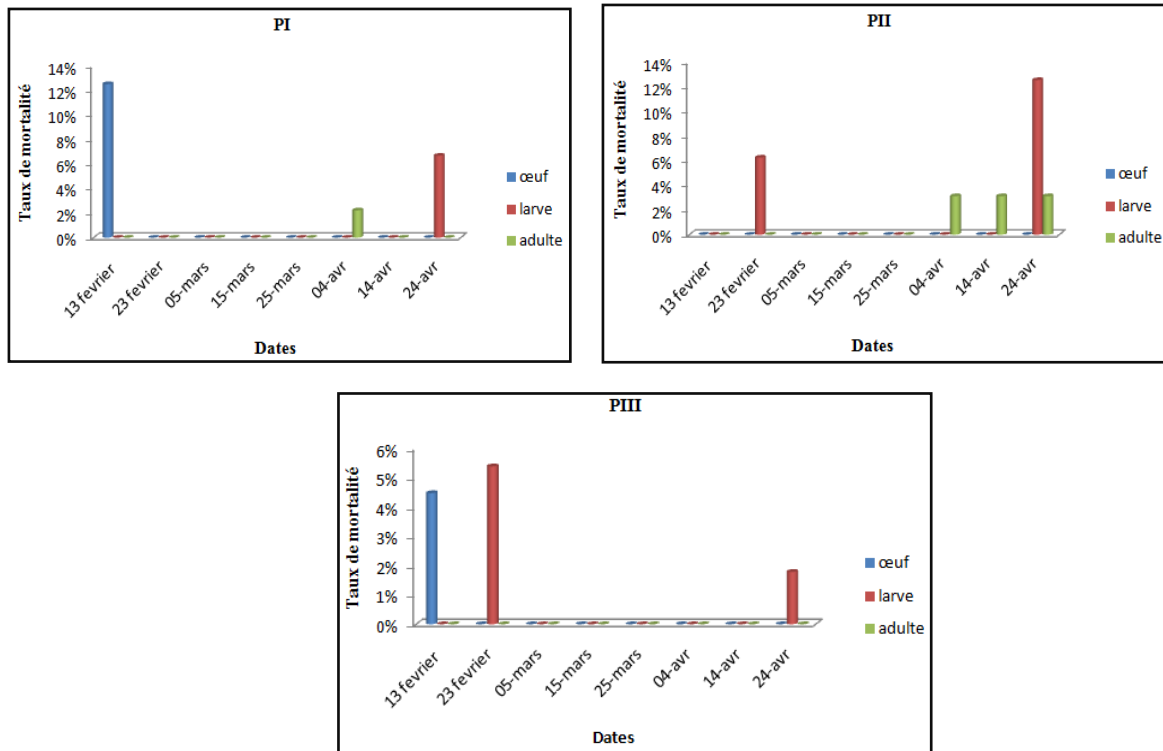 PI
Taux de mortalité
14%
12%
10%
8%
6%
4%
2%
0%
13 fevrier
23 fevrier
05-mars
15-mars
25-mars
04-avr
14-avr
24-avr
Dates
œuf
larve
adulte
PII
Taux de mortalité
14%
12%
10%
8%
6%
4%
2%
0%
13 fevrier
23 fevrier
05-mars
15-mars
25-mars
04-avr
14-avr
24-avr
Dates
œuf
larve
adulte
PIII
Taux de mortalité
6%
5%
4%
3%
2%
1%
0%
13 fevrier
23 fevrier
05-mars
15-mars
25-mars
04-avr
14-avr
24-avr
Dates
œuf
larve
adulte